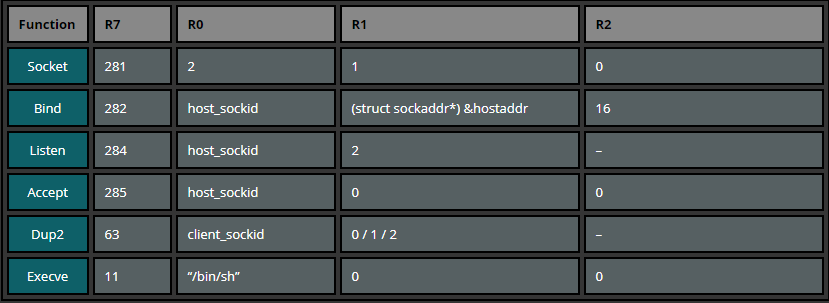 Function R7 R0 R1 R2
Socket 281 2 1 0
Bind 282 host_sockid (struct sockaddr*) &hostaddr 16
Listen 284 host_sockid 2 –
Accept 285 host_sockid 0 0
Dup2 63 client_sockid 0 / 1 / 2 –
Execve 11 “/bin/sh” 0 0